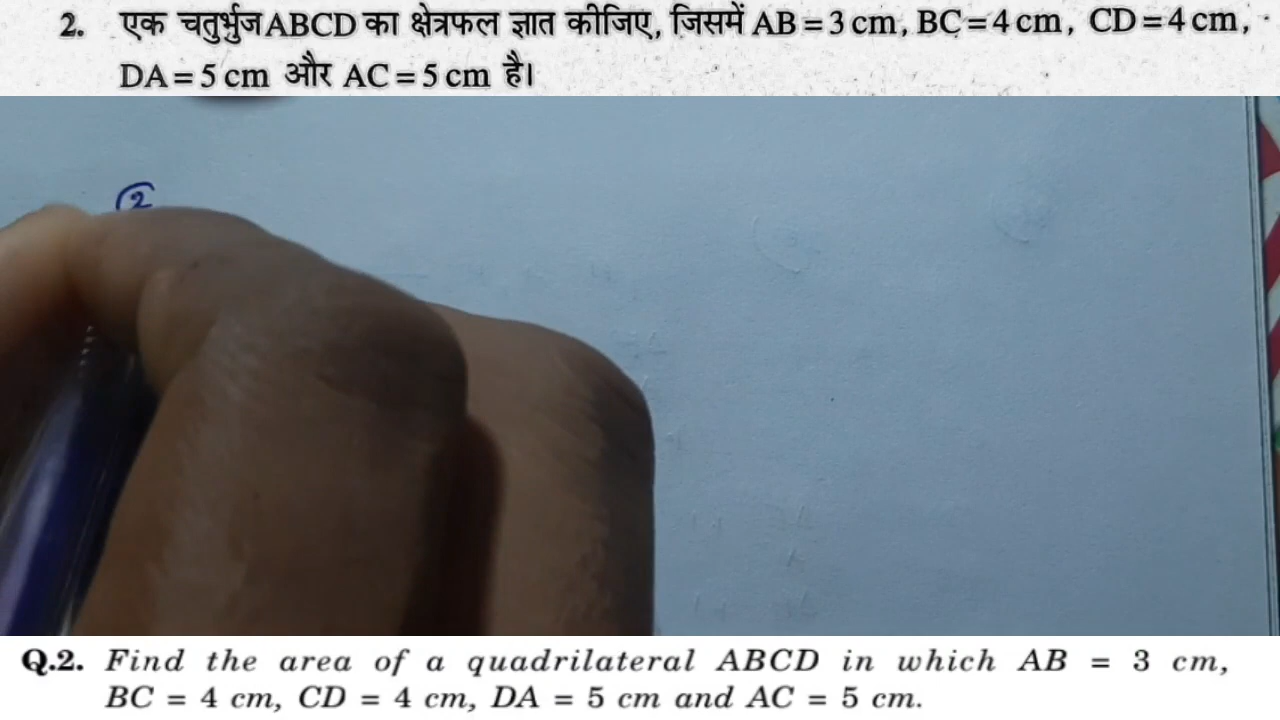 2. एक चतुर्भुज ABCD का क्षेत्रफल ज्ञात कीजिए, जिसमें AB = 3 cm, BC = 4 cm, CD = 4 cm,
DA = 5 cm और AC = 5 cm है।
2
Q.2. Find the area of a quadrilateral ABCD in which AB = 3 cm,
BC = 4 cm, CD = 4 cm, DA = 5 cm and AC = 5 cm.